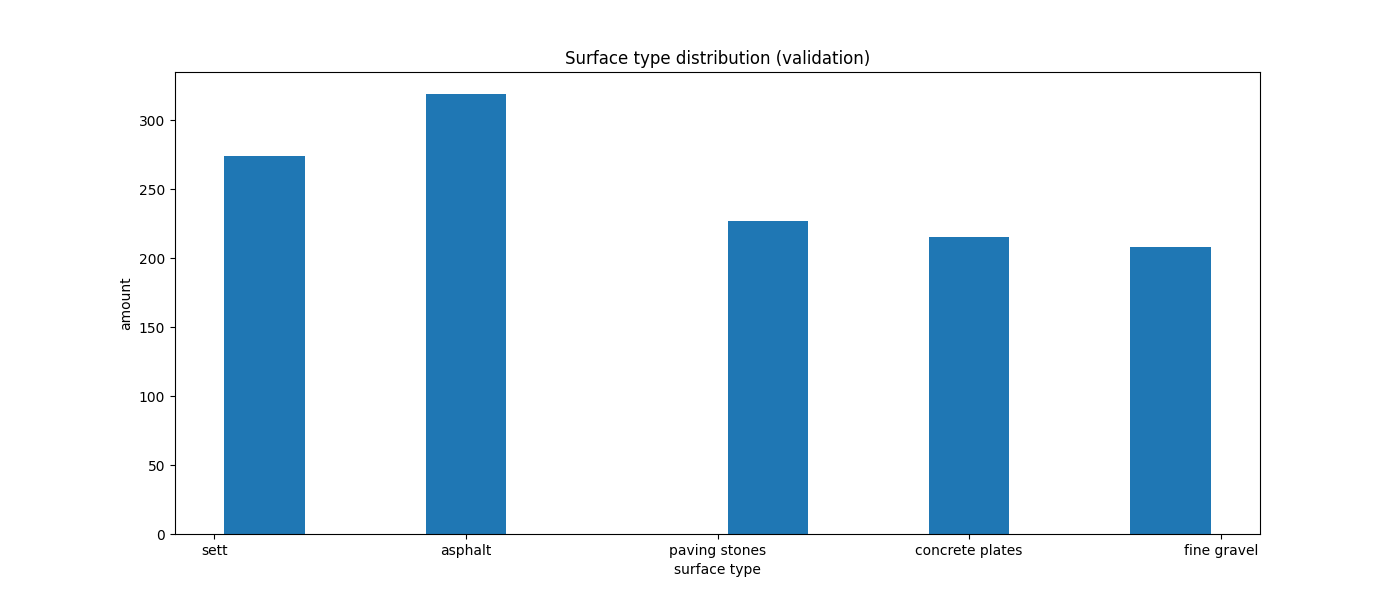 Surface type distribution (validation)
300
250
200
150
100
50
0
amount
sett asphalt paving stones concrete plates fine gravel
surface type